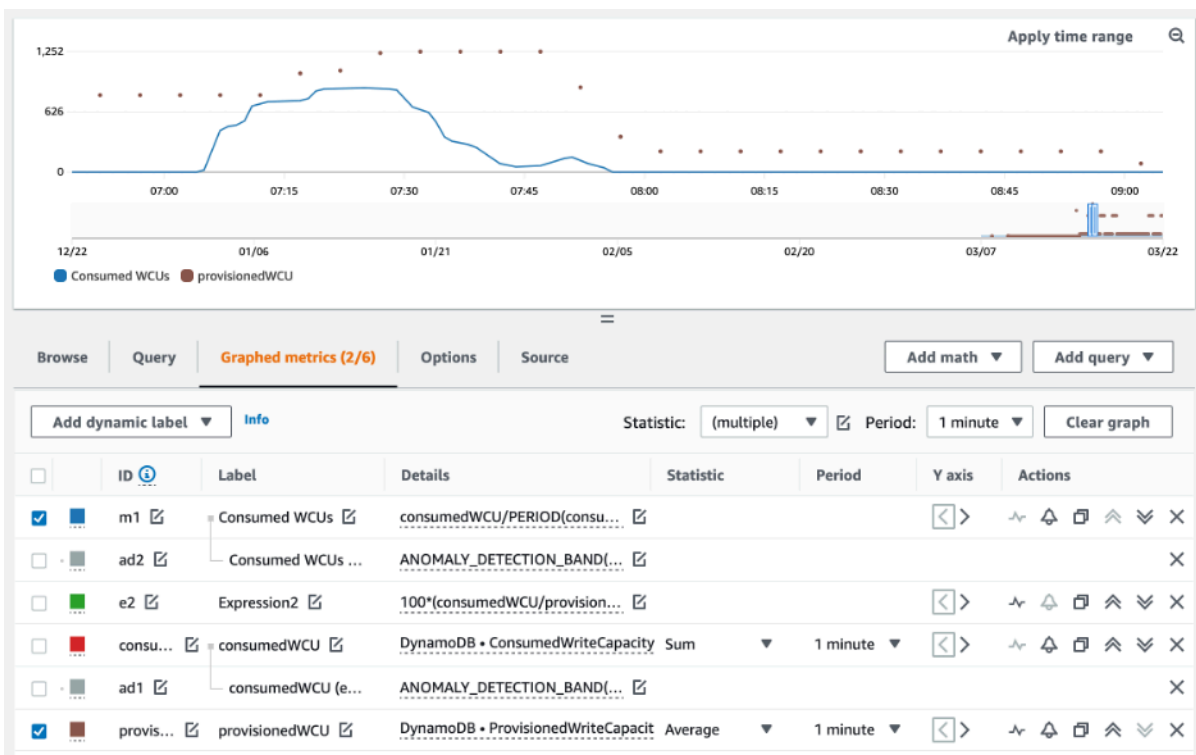 Apply time range
1,252
626
0
07:00 07:15 07:30 07:45 08:00 08:15 08:30 08:45 09:00
12/22 01/06 01/21 02/05 02/20 03/07 03/22
Consumed WCUs provisionedWCU
Browse Query Graphed metrics (2/6) Options Source Add math Add query
Add dynamic label Info Statistic: (multiple) Period: 1 minute Clear graph
ID Label Details Statistic Period Y axis Actions
m1 Consumed WCUs consumedWCU/PERIOD(consu...
ad2 Consumed WCUs ... ANOMALY_DETECTION_BAND(...
e2 Expression2 100*(consumedWCU/provision...
consu... consumedWCU DynamoDB • ConsumedWriteCapacity Sum 1 minute
ad1 consumedWCU (e... ANOMALY_DETECTION_BAND(...
provis... provisionedWCU DynamoDB • ProvisionedWriteCapacit Average 1 minute